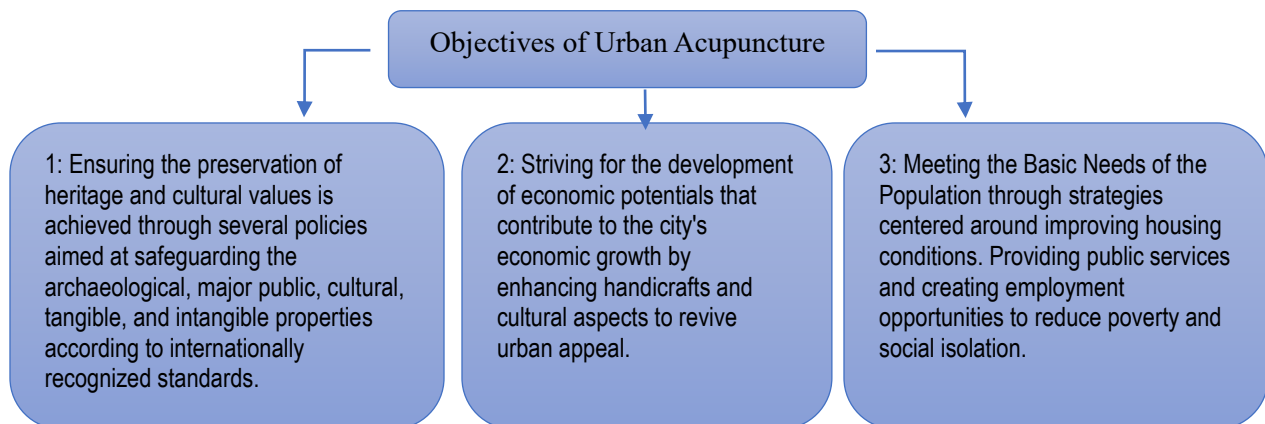 Objectives of Urban Acupuncture
1: Ensuring the preservation of
heritage and cultural values is
achieved through several policies
aimed at safeguarding the
archaeological, major public, cultural,
tangible, and intangible properties
according to internationally
recognized standards.
2: Striving for the development
of economic potentials that
contribute to the city's
economic growth by
enhancing handicrafts and
cultural aspects to revive
urban appeal.
3: Meeting the Basic Needs of the
Population through strategies
centered around improving housing
conditions. Providing public services
and creating employment
opportunities to reduce poverty and
social isolation.